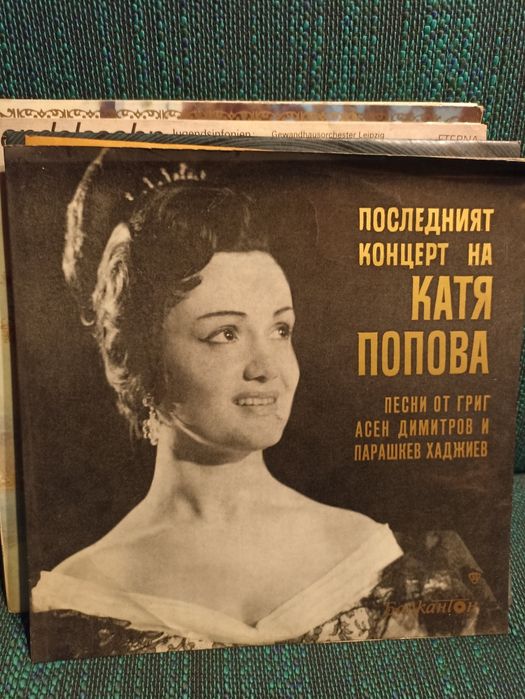 Jugendsinfonien
Gewandhausorchester Leipzig
ETERNA
ПОСЛЕДНИЯТ
КОНЦЕРТ НА
КАТЯ
ПОПОВА
ПЕСНИ ОТ ГРИГ
АСЕН ДИМИТРОВ И
ПАРАШКЕВ ХАДЖИЕВ
Балкантон